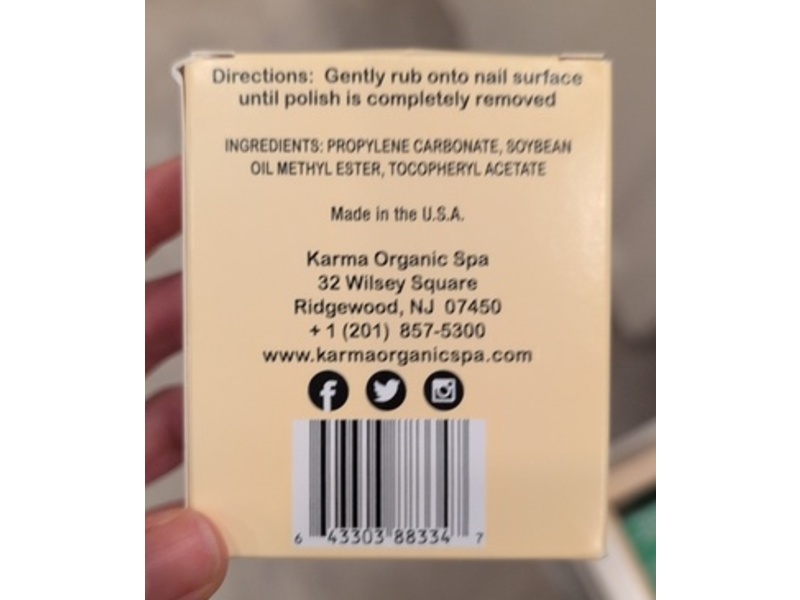 Directions: Gently rub onto nail surface
until polish is completely removed
INGREDIENTS: PROPYLENE CARBONATE, SOYBEAN
OIL METHYL ESTER, TOCOPHERYL ACETATE
Made in the U.S.A.
Karma Organic Spa
32 Wilsey Square
Ridgewood, NJ 07450
+ 1 (201) 857-5300
www.karmaorganicspa.com
6 43303 88334 7